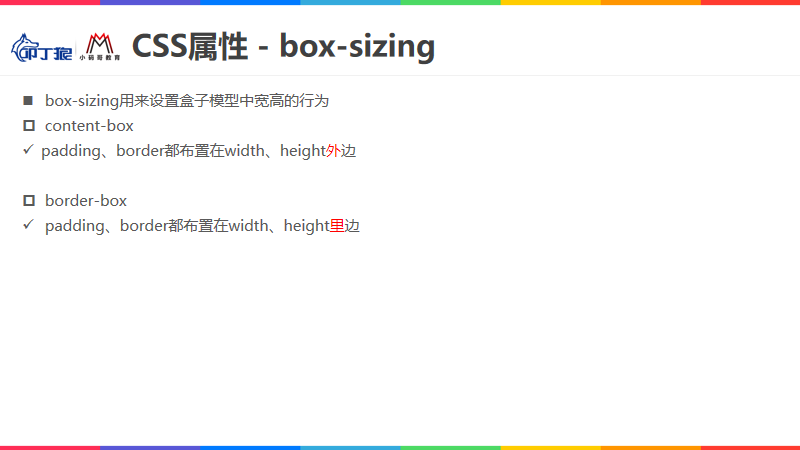 叩丁狼
小码哥教育
CSS属性 - box-sizing
box-sizing用来设置盒子模型中宽高的行为
content-box
padding、border都布置在width、height外边
border-box
padding、border都布置在width、height里边